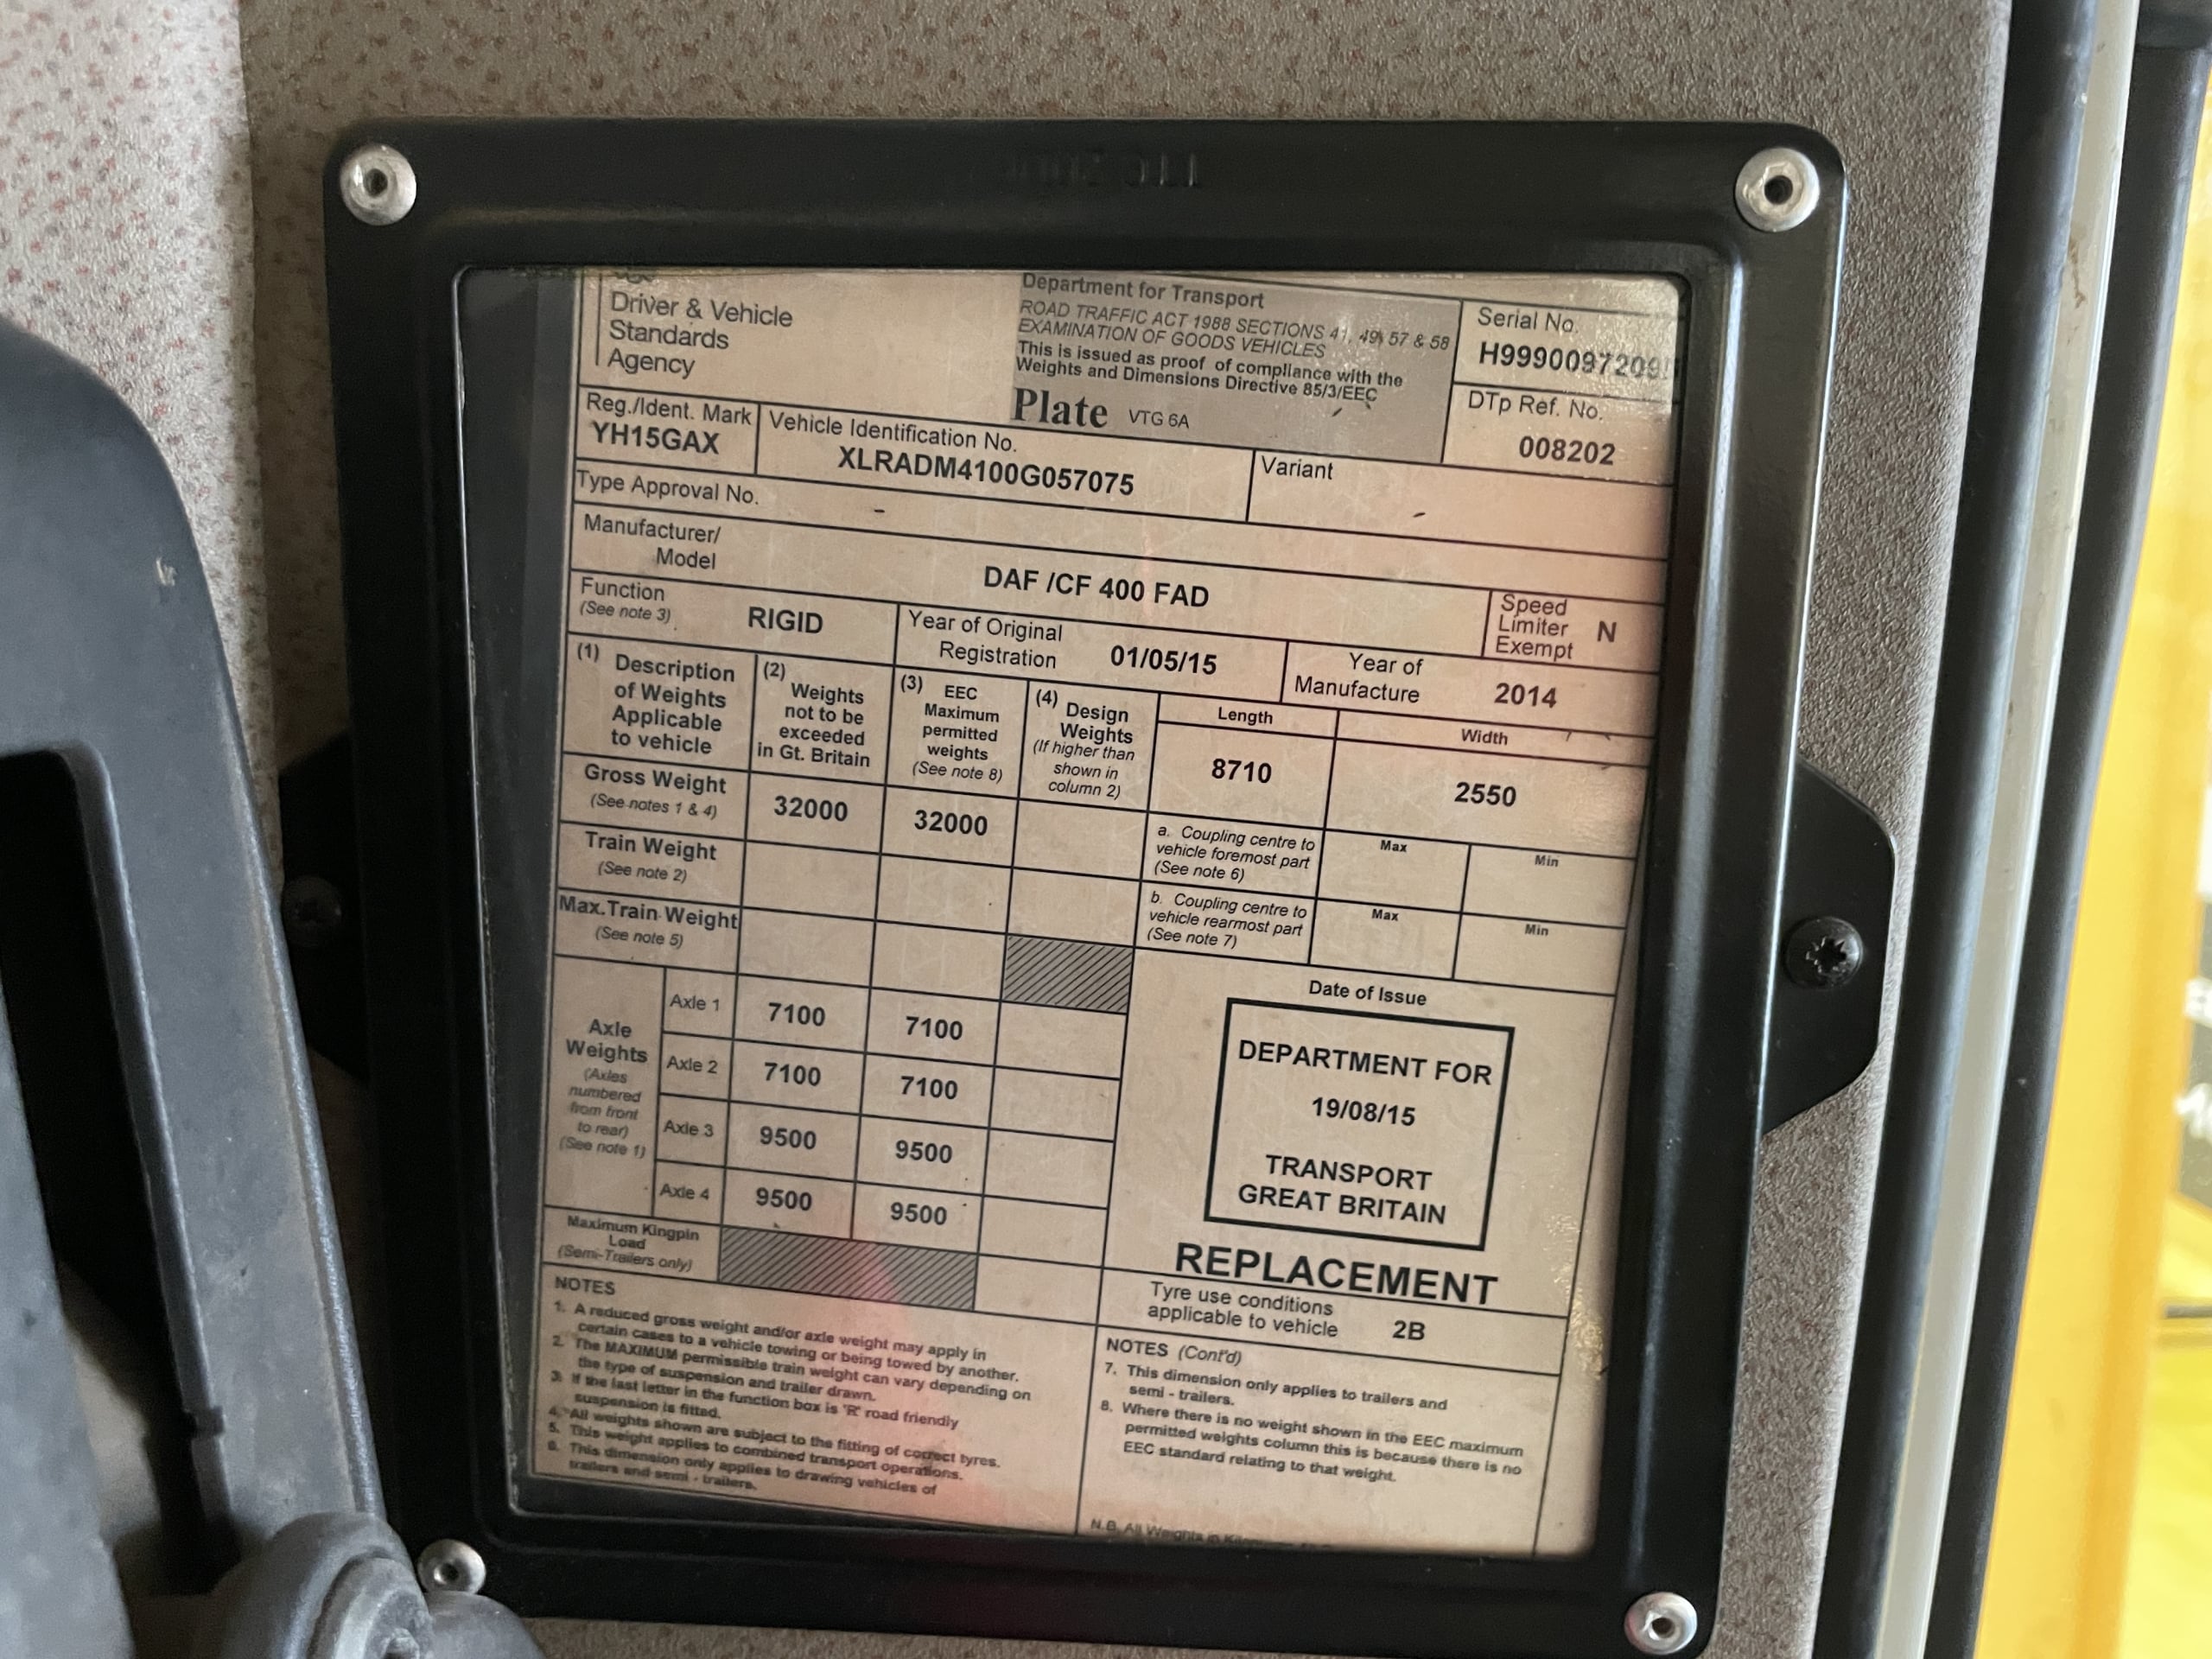 Driver & Vehicle
Standards
Agency
Department for Transport
ROAD TRAFFIC ACT 1988 SECTIONS 41, 49, 57 & 58
EXAMINATION OF GOODS VEHICLES
This is issued as proof of compliance with the
Weights and Dimensions Directive 85/3/EEC
Plate VTG 6A
Serial No.
DTp Ref. No.
008202
Reg./Ident. Mark
YH15GAX
Vehicle Identification No.
XLRADM4100G057075
Variant
-
Type Approval No.
-
Manufacturer/
Model
DAF /CF 400 FAD
Speed
Limiter
Exempt
N
Function
(See note 3)
RIGID
Year of Original
Registration 01/05/15
Year of
Manufacture
2014
(1) Description
of Weights
Applicable
to vehicle
(2) Weights
not to be
exceeded
in Gt. Britain
(3) EEC
Maximum
permitted
weights
(See note 8)
(4) Design
Weights
(If higher than
shown in
column 2)
Length
8710
Width
2550
Gross Weight
(See notes 1 & 4)
32000 32000
Train Weight
(See note 2)
Max.Train Weight
(See note 5)
a. Coupling centre to
vehicle foremost part
(See note 6)
Max Min
b. Coupling centre to
vehicle rearmost part
(See note 7)
Max Min
Axle
Weights
(Axles
numbered
from front
to rear)
(See note 1)
Axle 1 7100 7100
Axle 2 7100 7100
Axle 3 9500 9500
Axle 4 9500 9500
Maximum Kingpin
Load
(Semi-Trailers only)
Date of Issue
DEPARTMENT FOR
19/08/15
TRANSPORT
GREAT BRITAIN
REPLACEMENT
Tyre use conditions
applicable to vehicle 2B
NOTES
1. A reduced gross weight and/or axle weight may apply in
certain cases to a vehicle towing or being towed by another.
2. The MAXIMUM permissible train weight can vary depending on
the type of suspension and trailer drawn.
3. If the last letter in the function box is 'R' road friendly
suspension is fitted.
4. All weights shown are subject to the fitting of correct tyres.
5. This weight applies to combined transport operations.
6. This dimension only applies to drawing vehicles of
trailers and semi - trailers.
NOTES (Cont'd)
7. This dimension only applies to trailers and
semi - trailers.
8. Where there is no weight shown in the EEC maximum
permitted weights column this is because there is no
EEC standard relating to that weight.
N.B. All Weights in